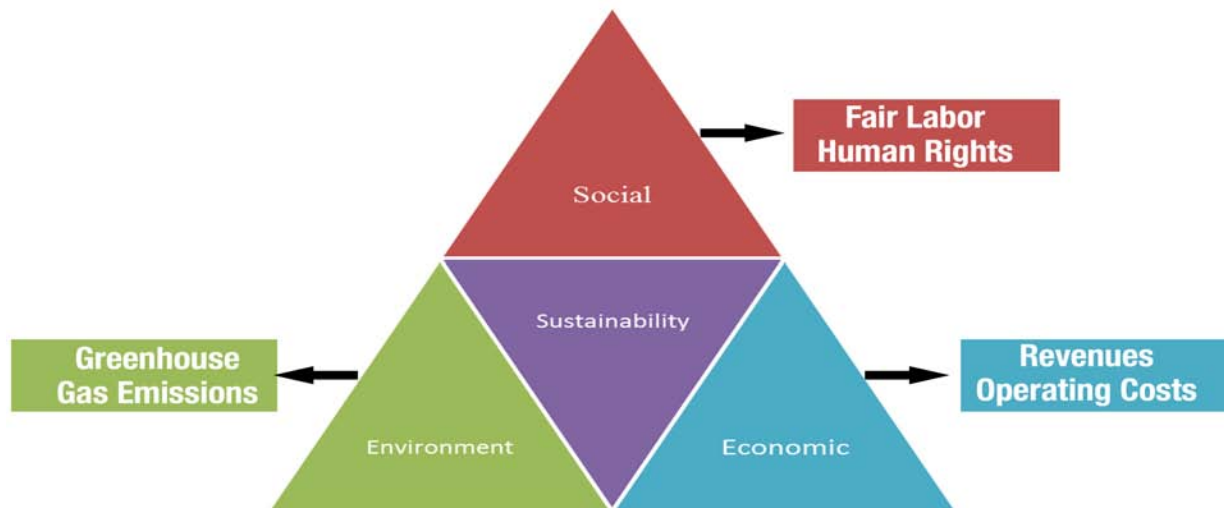 Fair Labor
Human Rights
Social
Sustainability
Greenhouse
Gas Emissions
Revenues
Operating Costs
Environment
Economic